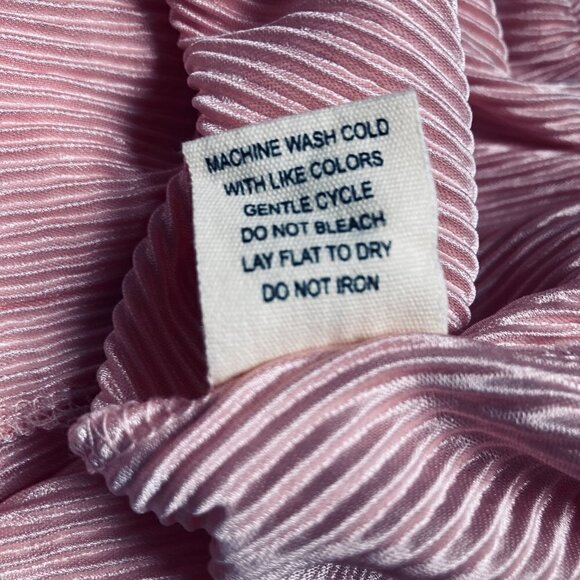 MACHINE WASH COLD
WITH LIKE COLORS
GENTLE CYCLE
DO NOT BLEACH
LAY FLAT TO DRY
DO NOT IRON